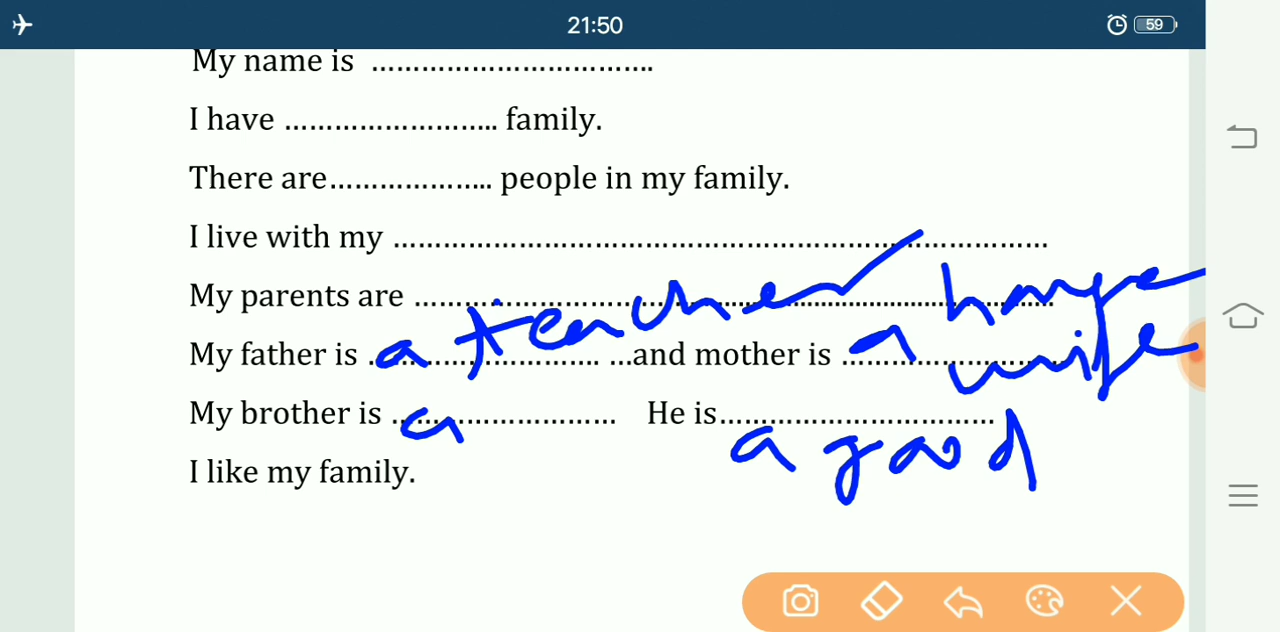 21:50
59
My name is ……………………………….
I have …………………….. family.
There are……………….. people in my family.
I live with my ……………………………………………………………………
My parents are ……………………………………………………………………
My father is a teacher …and mother is a house wife
My brother is a ……………………… He is…………………………… a good
I like my family.